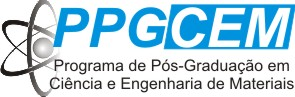 PPGCEM
Programa de Pós-Graduação em
Ciência e Engenharia de Materiais